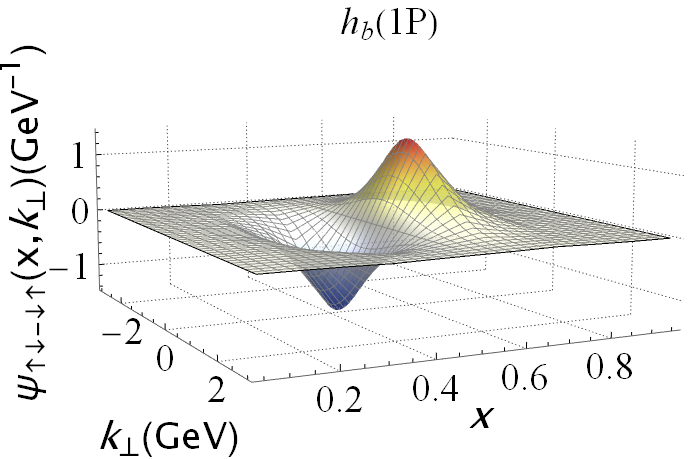 h_b(1P)
ψ↑↓−↓↑(x,k⊥)(GeV⁻¹)
1
0
−1
−2
0
2
k⊥(GeV)
0.2
0.4
0.6
0.8
x